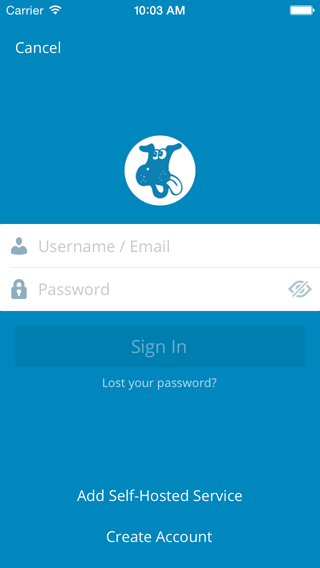 Carrier 10:03 AM
Cancel
Username / Email
Password
Sign In
Lost your password?
Add Self-Hosted Service
Create Account